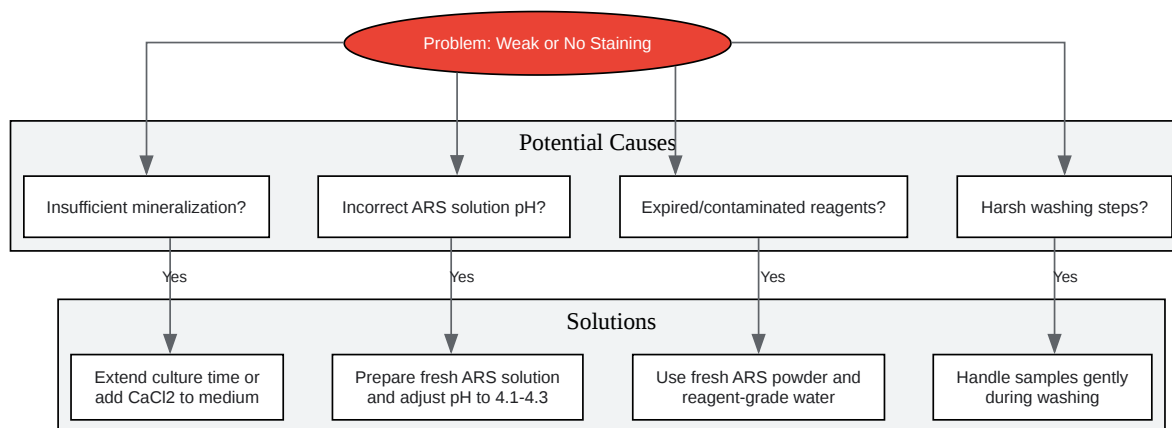 Problem: Weak or No Staining
Potential Causes
Insufficient mineralization?
Incorrect ARS solution pH?
Expired/contaminated reagents?
Harsh washing steps?
Yes
Yes
Yes
Yes
Solutions
Extend culture time or
add CaCl2 to medium
Prepare fresh ARS solution
and adjust pH to 4.1-4.3
Use fresh ARS powder and
reagent-grade water
Handle samples gently
during washing